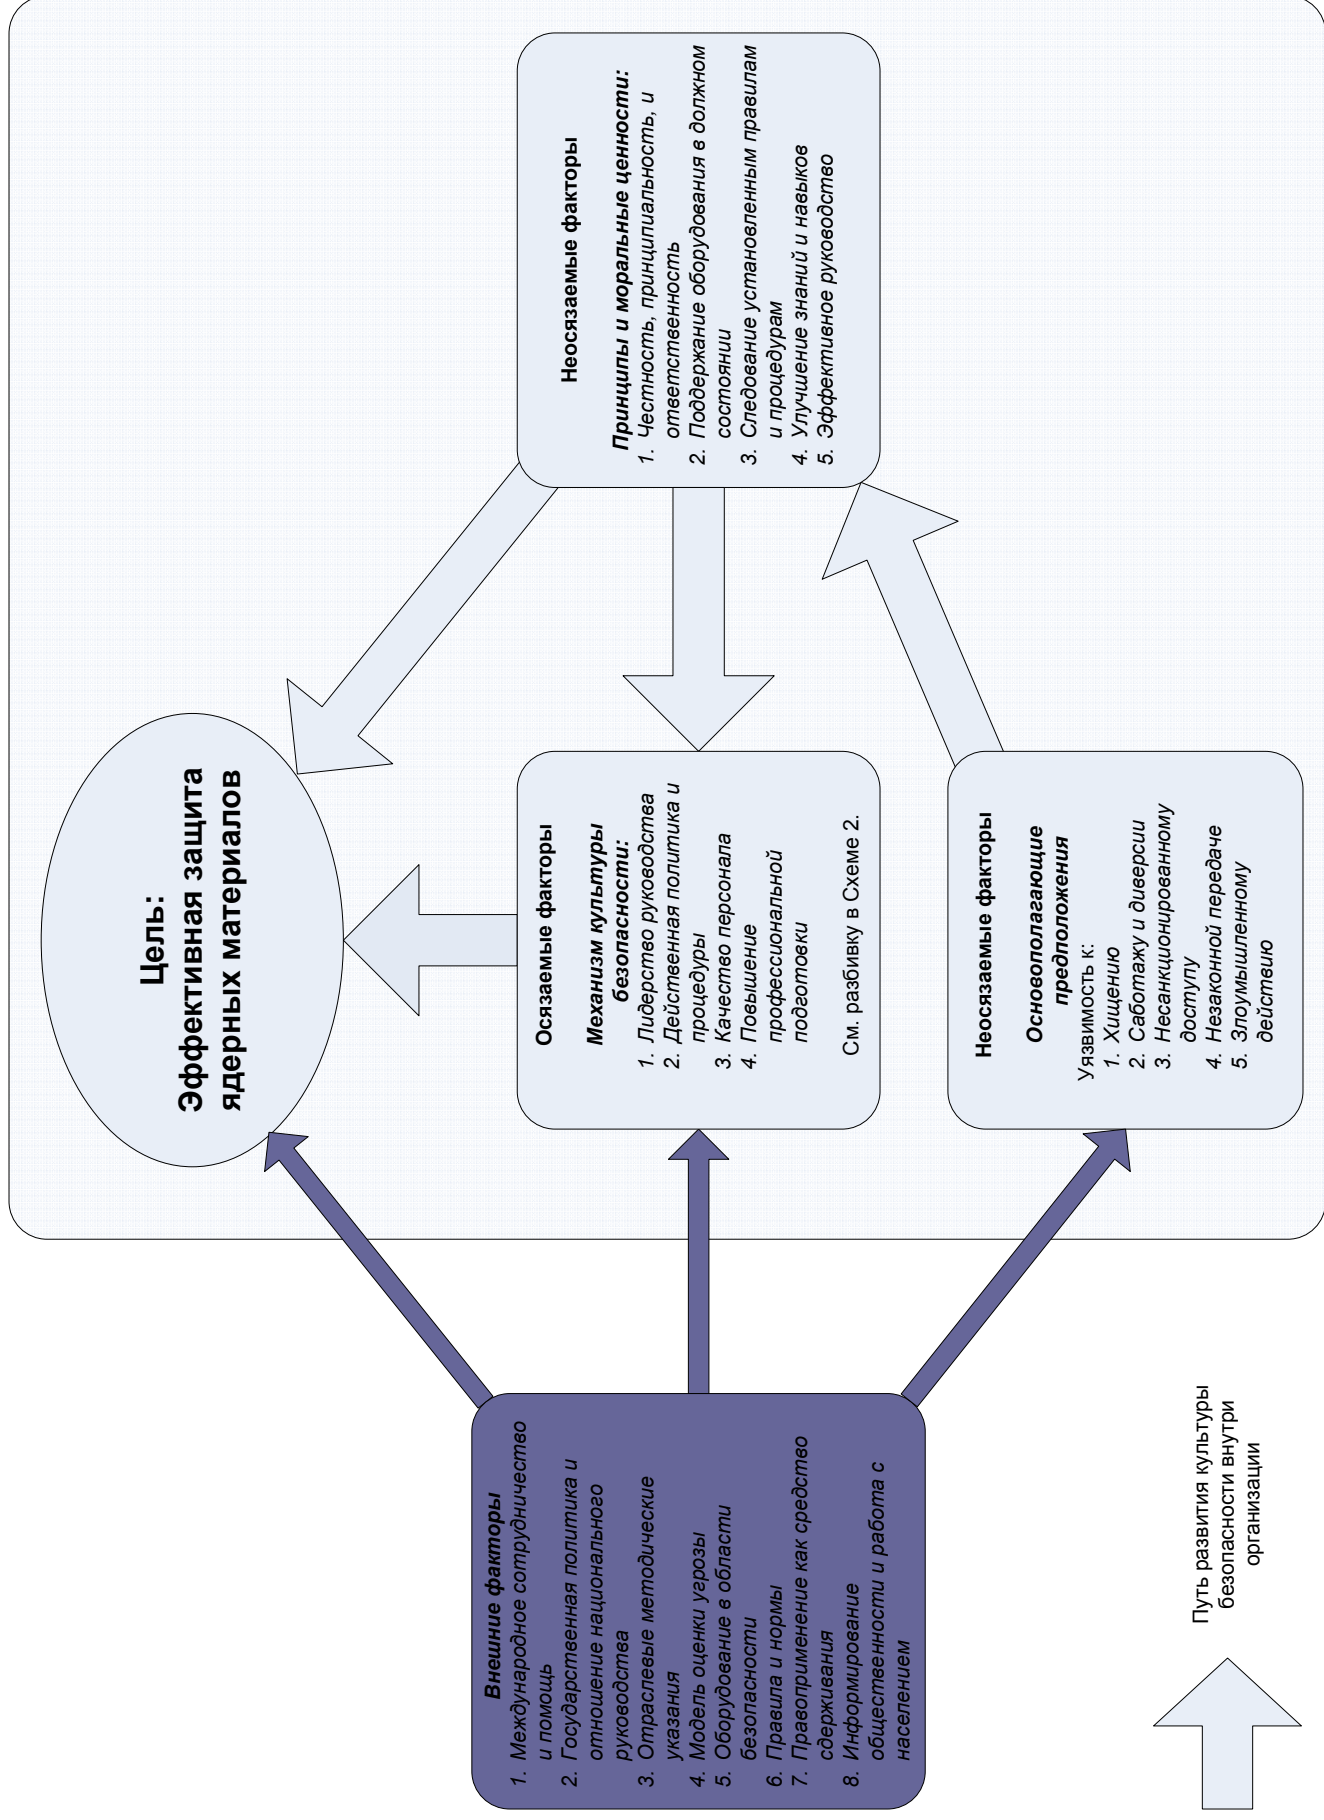 Цель:
Эффективная защита
ядерных материалов
Внешние факторы
1. Международное сотрудничество
и помощь
2. Государственная политика и
отношение национального
руководства
3. Отраслевые методические
указания
4. Модель оценки угрозы
5. Оборудование в области
безопасности
6. Правила и нормы
7. Правоприменение как средство
сдерживания
8. Информирование
общественности и работа с
населением
Осязаемые факторы
Механизм культуры
безопасности:
1. Лидерство руководства
2. Действенная политика и
процедуры
3. Качество персонала
4. Повышение
профессиональной
подготовки
См. разбивку в Схеме 2.
Неосязаемые факторы
Принципы и моральные ценности:
1. Честность, принципиальность, и
ответственность
2. Поддержание оборудования в должном
состоянии
3. Следование установленным правилам
и процедурам
4. Улучшение знаний и навыков
5. Эффективное руководство
Неосязаемые факторы
Основополагающие
предположения
Уязвимость к:
1. Хищению
2. Саботажу и диверсии
3. Несанкционированному
доступу
4. Незаконной передаче
5. Злоумышленному
действию
Путь развития культуры
безопасности внутри
организации